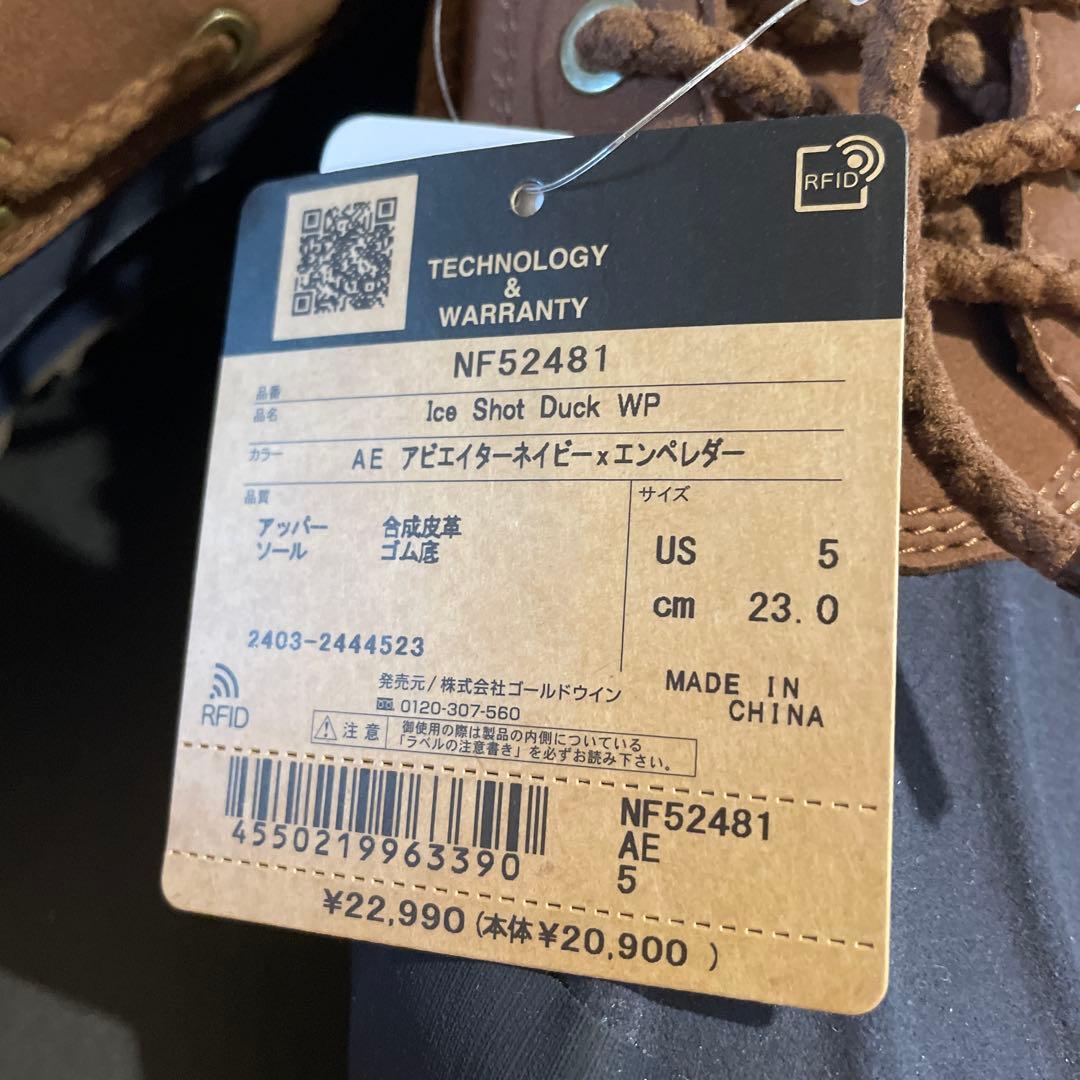 RFID
TECHNOLOGY
&
WARRANTY
品番 NF52481
品名 Ice Shot Duck WP
カラー AE アビエイターネイビーxエンペレダー
品質
アッパー 合成皮革
ソール ゴム底
サイズ
US 5
cm 23.0
2403-2444523
RFID
発売元/株式会社ゴールドウイン
0120-307-560
MADE IN
CHINA
注意
御使用の際は製品の内側についている
「ラベルの注意書き」を必ずお読み下さい。
4550219963390
NF52481
AE
5
¥22,990(本体¥20,900 )